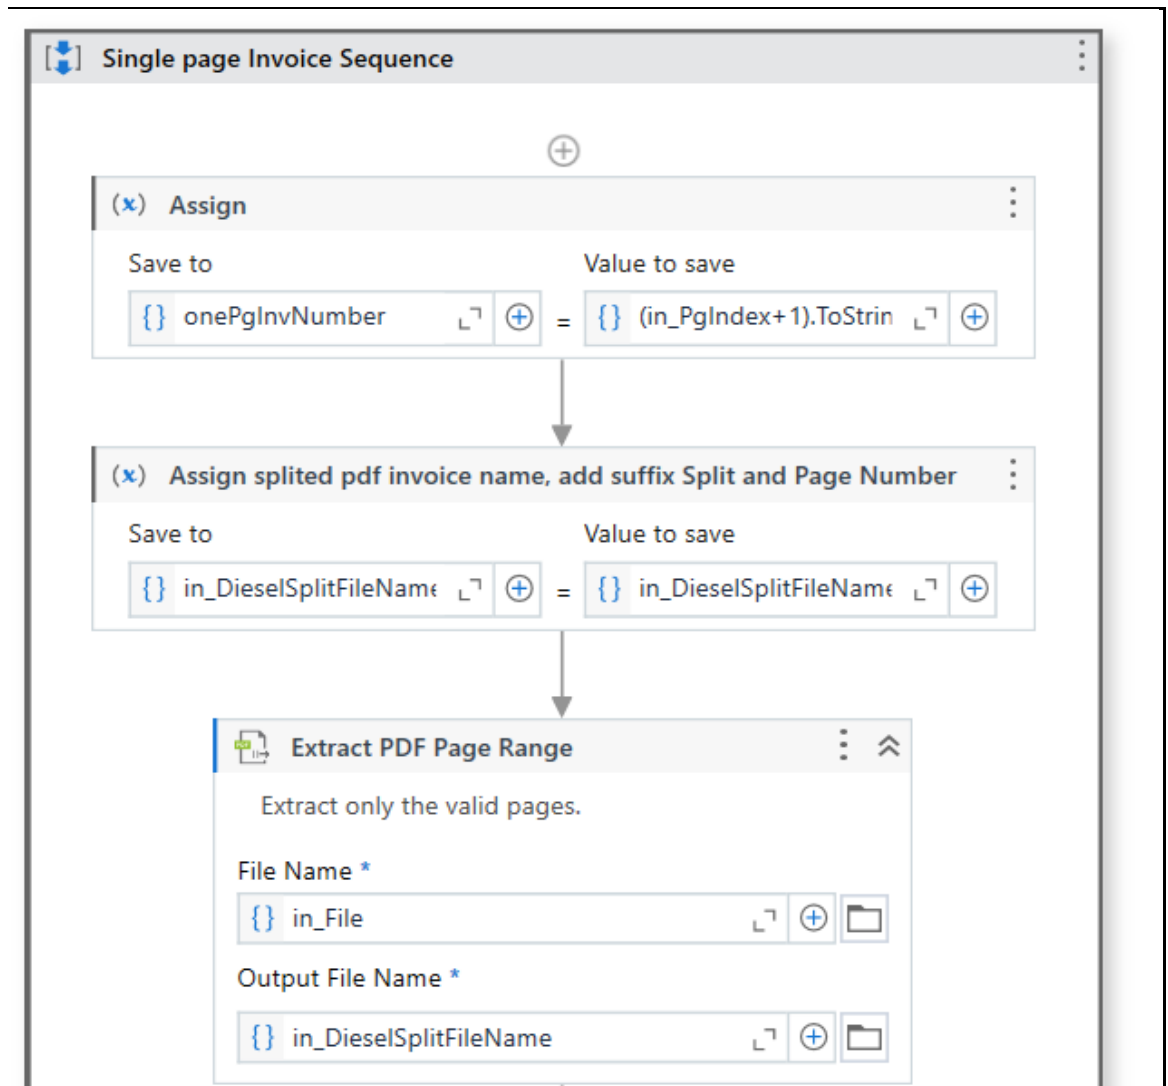 Single page Invoice Sequence
(x) Assign
Save to Value to save
{} onePgInvNumber = {} (in_PgIndex+1).ToStrin
(x) Assign splited pdf invoice name, add suffix Split and Page Number
Save to Value to save
{} in_DieselSplitFileName = {} in_DieselSplitFileName
Extract PDF Page Range
Extract only the valid pages.
File Name *
{} in_File
Output File Name *
{} in_DieselSplitFileName